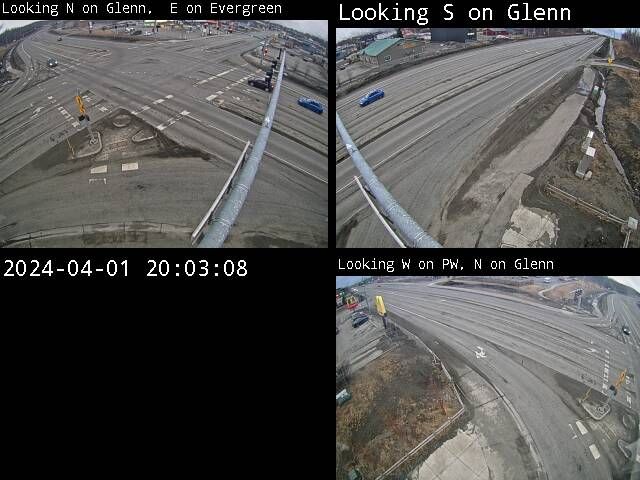 Looking N on Glenn,  E on Evergreen
Looking S on Glenn
2024-04-01 20:03:08
Looking W on PW, N on Glenn